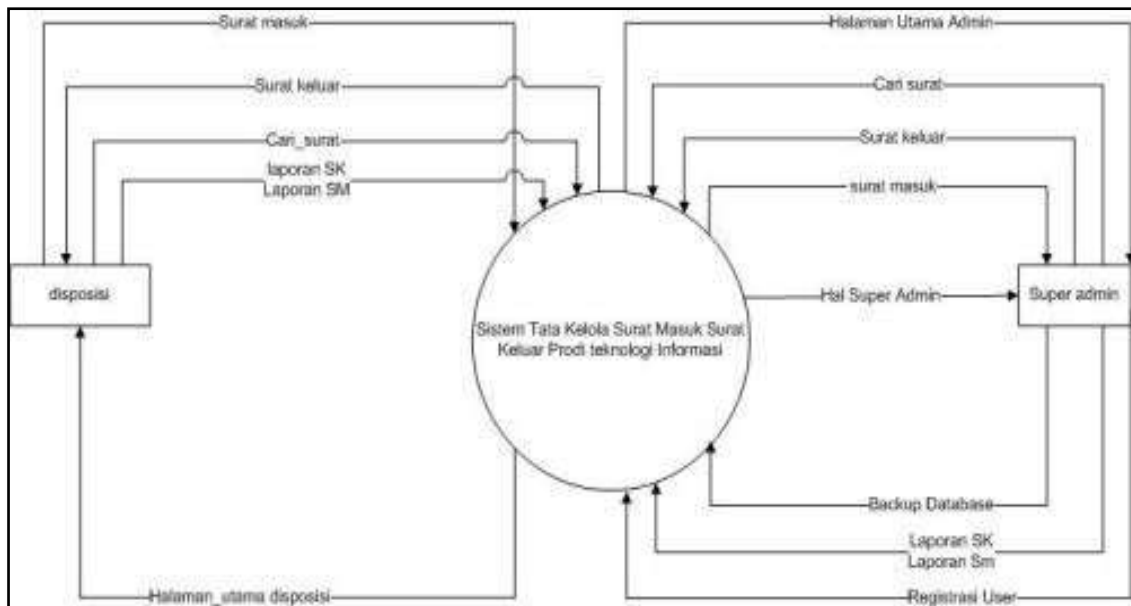 Surat masuk
Halaman Utama Admin
Surat keluar
Cari surat
Cari_surat
Surat keluar
laporan SK
Laporan SM
surat masuk
disposisi
Hal Super Admin
Super admin
Sistem Tata Kelola Surat Masuk Surat
Keluar Prodi teknologi Informasi
Backup Database
Laporan SK
Laporan Sm
Halaman_utama disposisi
Registrasi User